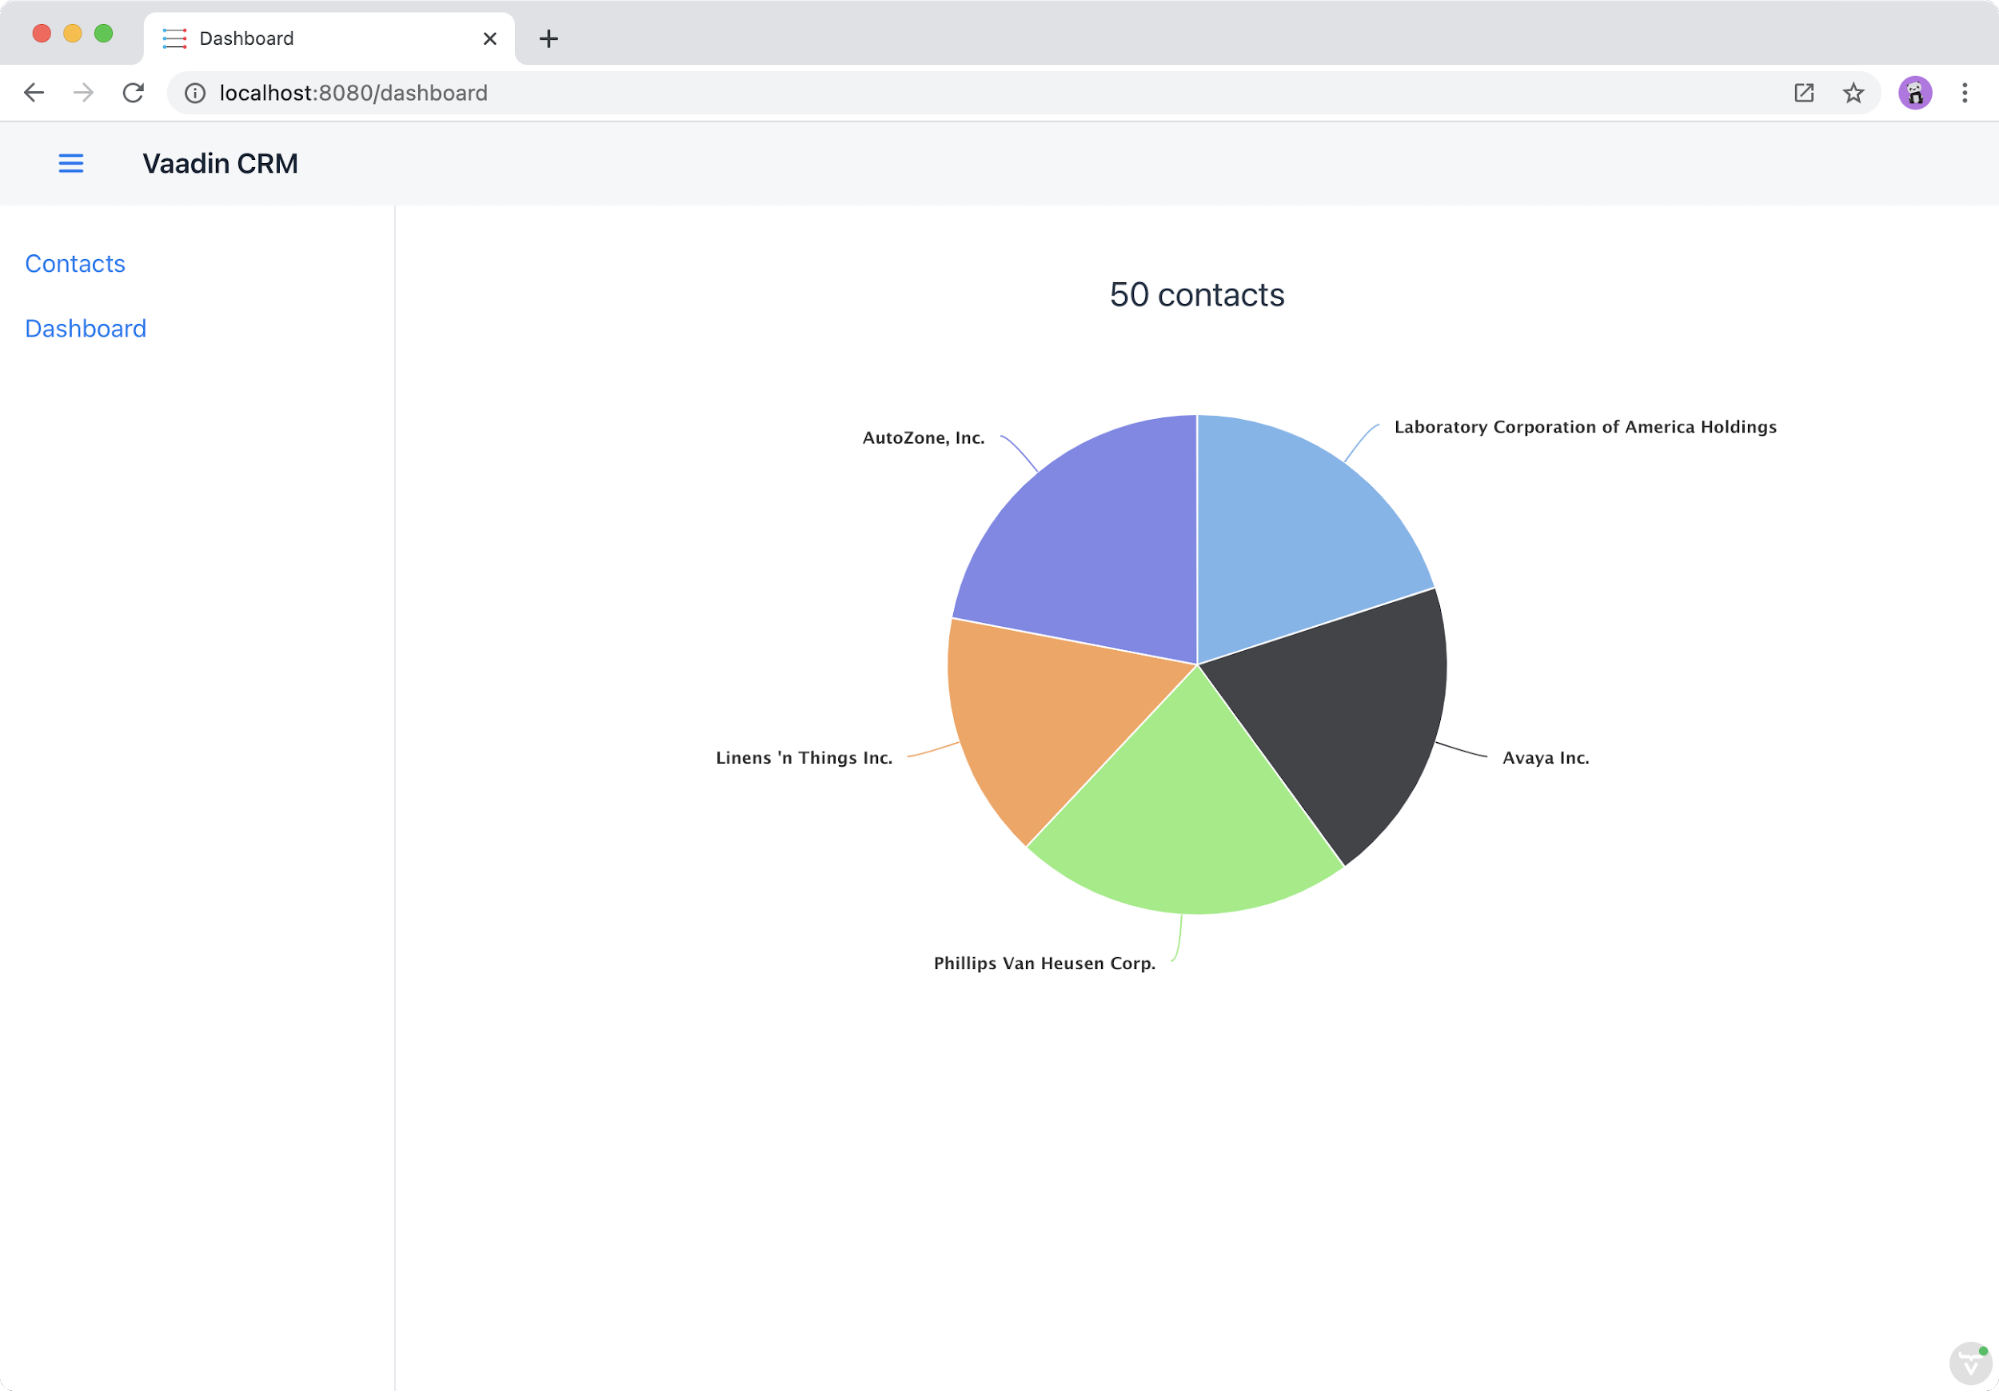 Dashboard
localhost:8080/dashboard
Vaadin CRM
Contacts
Dashboard
50 contacts
Laboratory Corporation of America Holdings
AutoZone, Inc.
Linens 'n Things Inc.
Avaya Inc.
Phillips Van Heusen Corp.